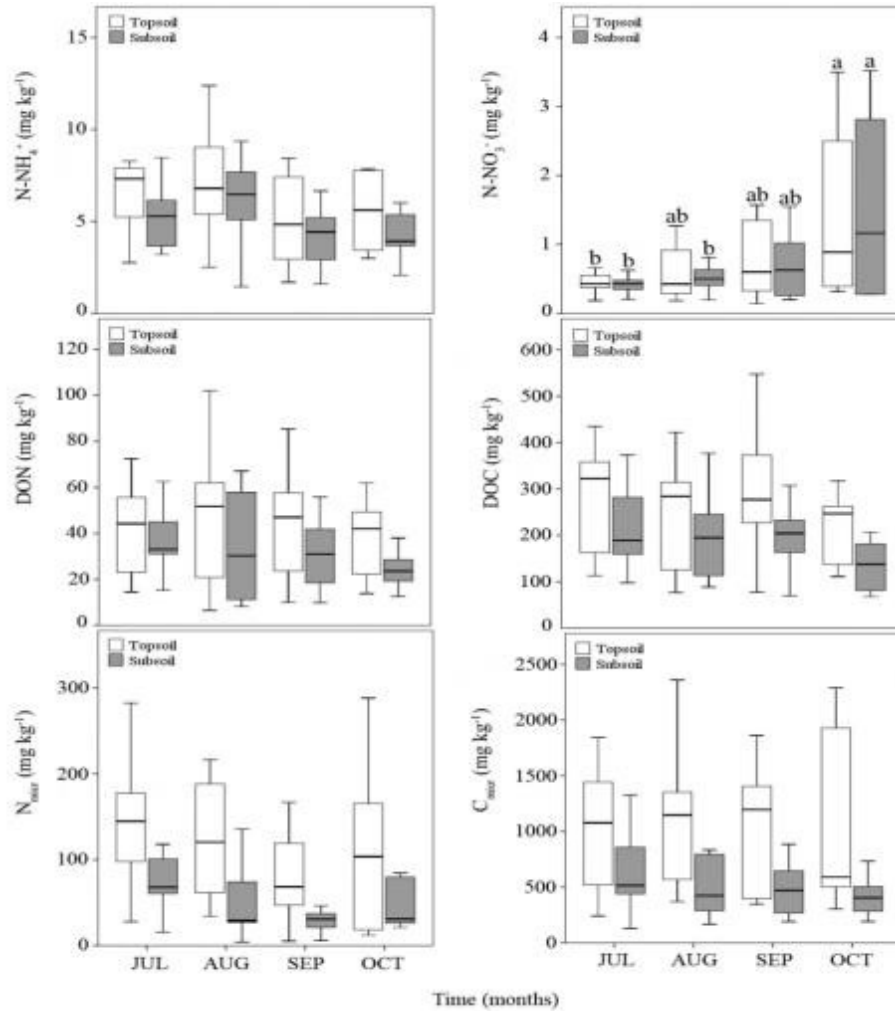 Topsoil
Subsoil
15
10
5
0
N-NH₄⁺ (mg kg⁻¹)
Topsoil
Subsoil
4
3
2
1
0
N-NO₃⁻ (mg kg⁻¹)
b b ab b ab ab a a
Topsoil
Subsoil
120
100
80
60
40
20
0
DON (mg kg⁻¹)
Topsoil
Subsoil
600
500
400
300
200
100
0
DOC (mg kg⁻¹)
Topsoil
Subsoil
300
200
100
0
(mg kg⁻¹)
JUL AUG SEP OCT
Topsoil
Subsoil
2500
2000
1500
1000
500
0
(mg kg⁻¹)
JUL AUG SEP OCT
Time (months)